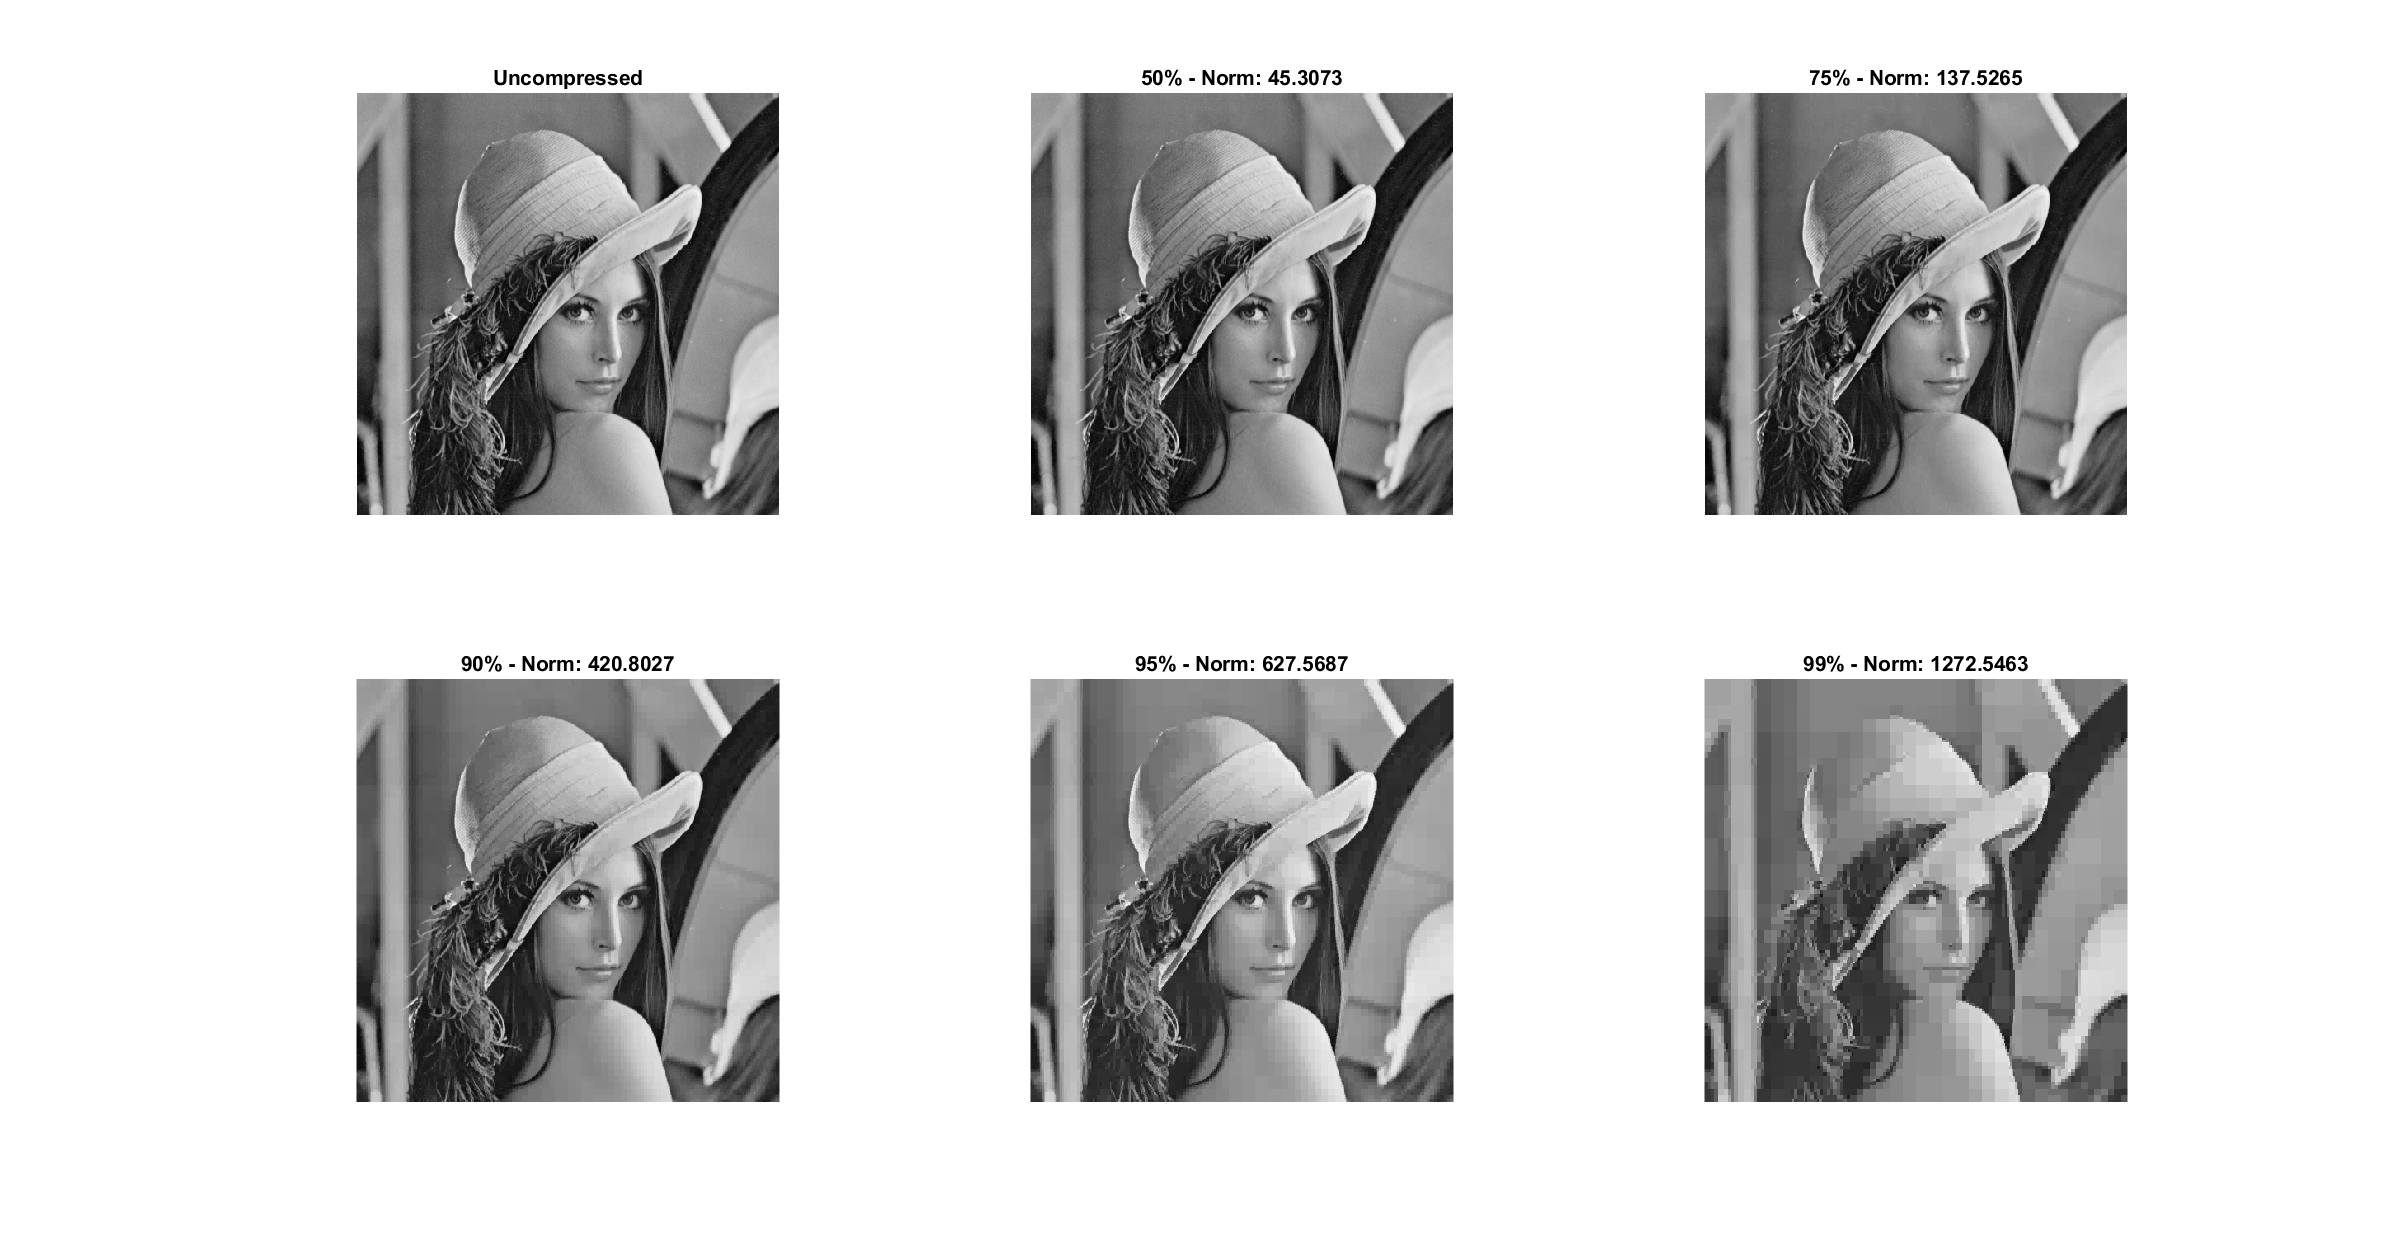 Uncompressed
50% - Norm: 45.3073
75% - Norm: 137.5265
90% - Norm: 420.8027
95% - Norm: 627.5687
99% - Norm: 1272.5463